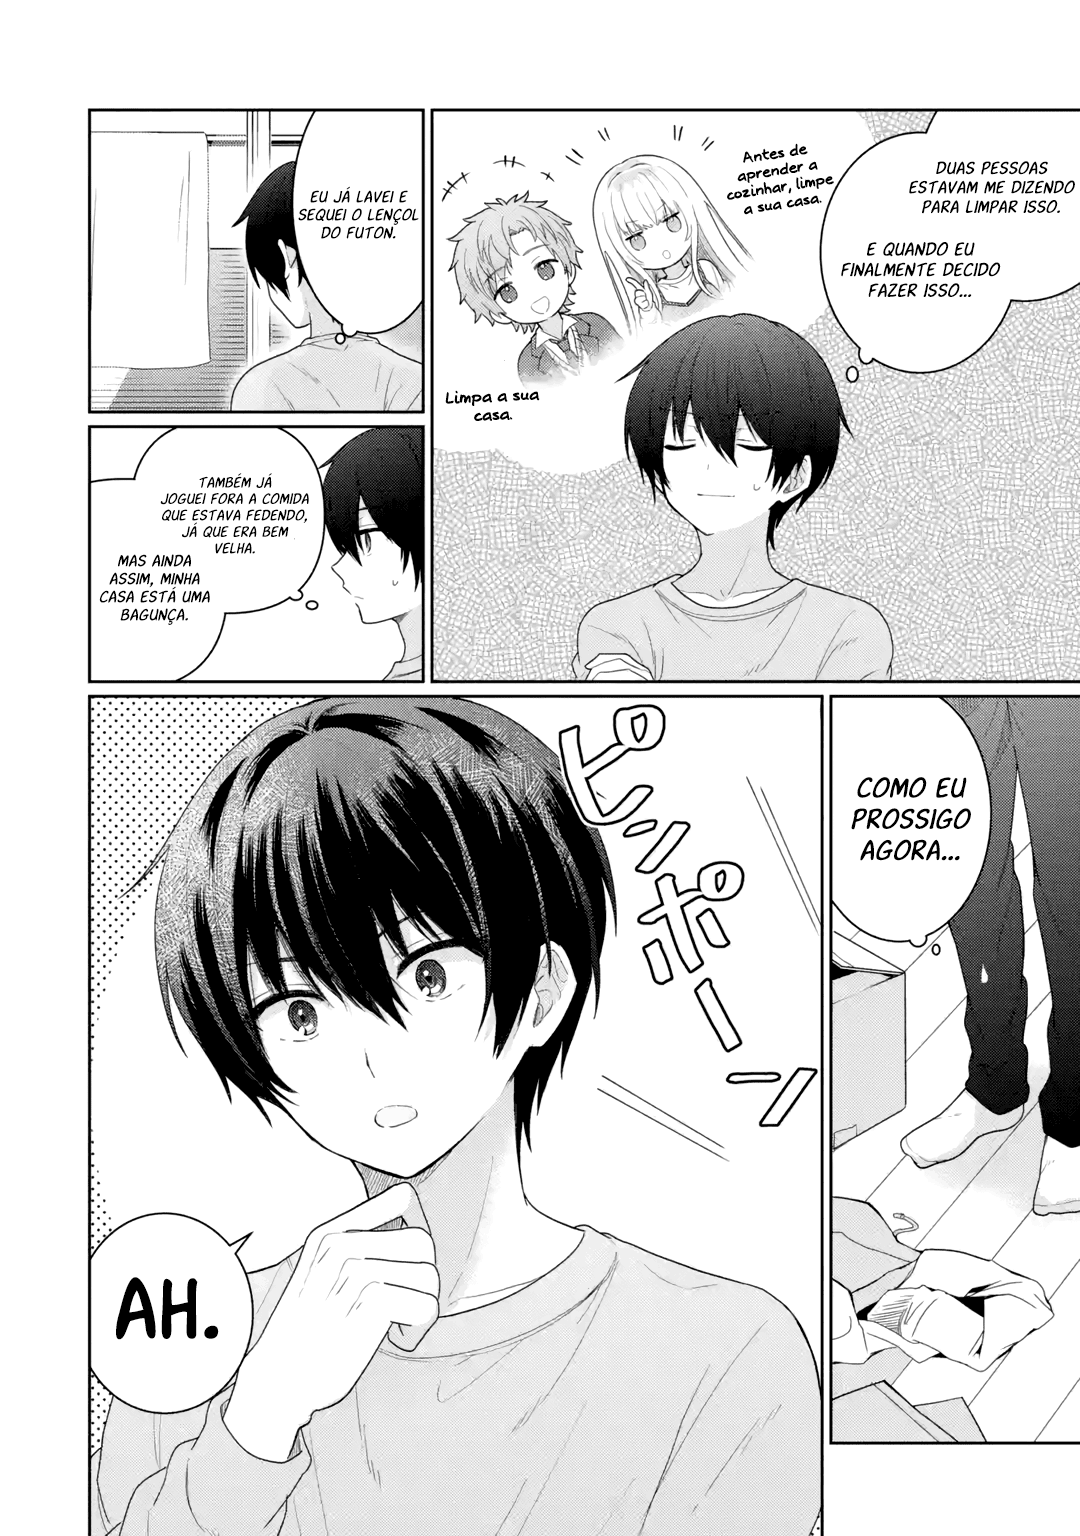 DUAS PESSOAS
ESTAVAM ME DIZENDO
PARA LIMPAR ISSO.
E QUANDO EU
FINALMENTE DECIDO
FAZER ISSO...
Antes de
aprender a
cozinhar, limpe
a sua casa.
Limpa a sua
casa.
EU JÁ LAVEI E
SEQUEI O LENÇOL
DO FUTON.
TAMBÉM JÁ
JOGUEI FORA A COMIDA
QUE ESTAVA FEDENDO,
JÁ QUE ERA BEM
VELHA.
MAS AINDA
ASSIM, MINHA
CASA ESTÁ UMA
BAGUNÇA.
COMO EU
PROSSIGO
AGORA...
ピンポーン
AH.